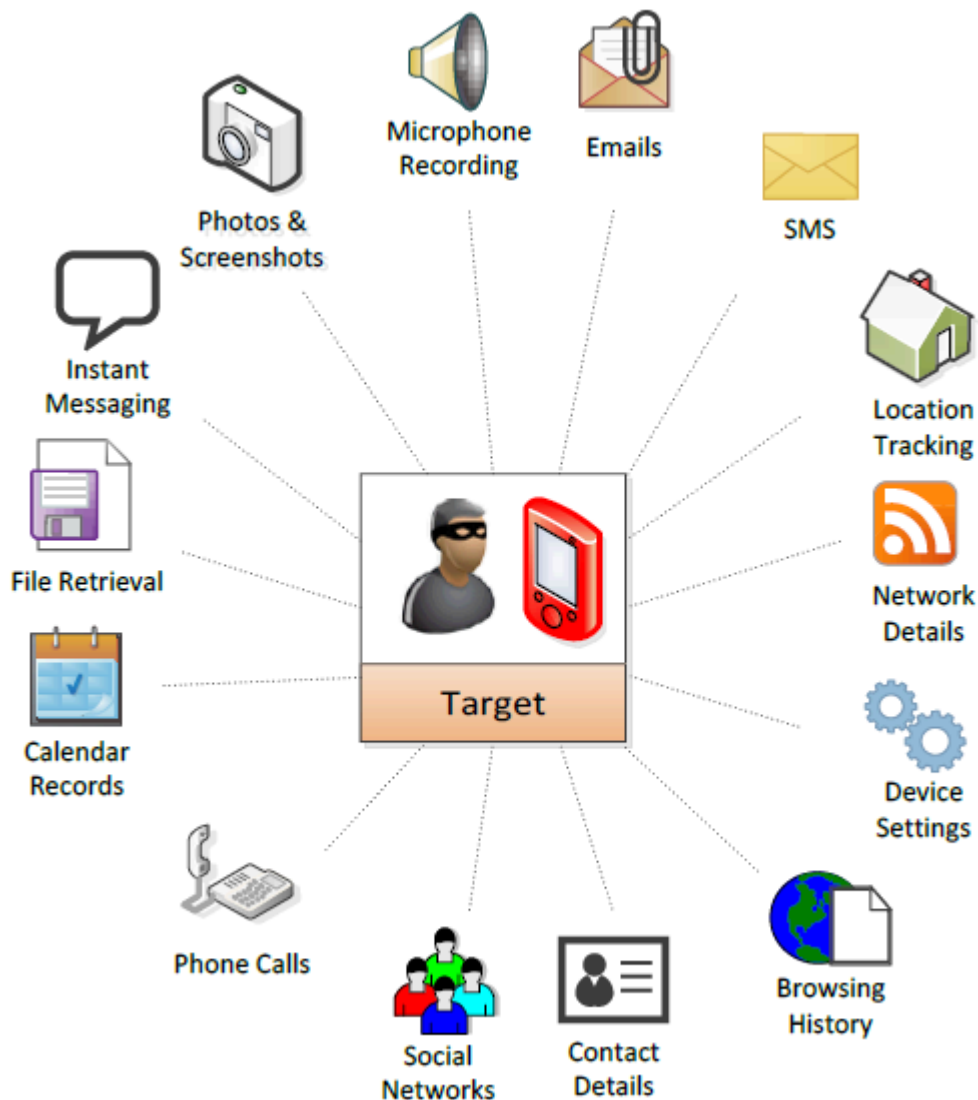 Microphone
Recording
Emails
SMS
Photos &
Screenshots
Instant
Messaging
Location
Tracking
File Retrieval
Network
Details
Target
Calendar
Records
Device
Settings
Phone Calls
Browsing
History
Social
Networks
Contact
Details